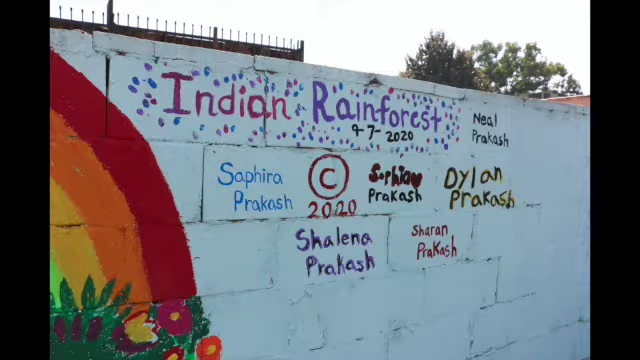 Indian Rainforest
9-7-2020
Neal
Prakash
Saphira
Prakash
©
2020
Sophia
Prakash
Dylan
Prakash
Shalena
Prakash
Sharan
Prakash